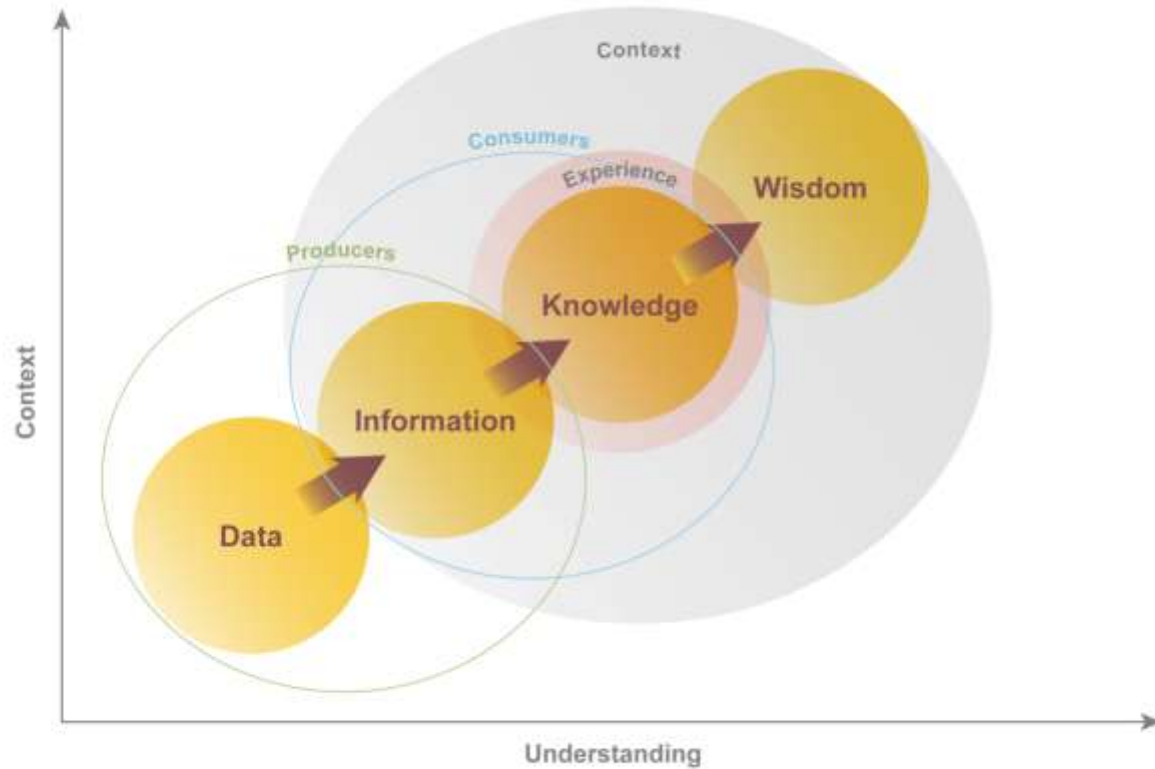 Context
Consumers
Experience
Wisdom
Producers
Knowledge
Context
Information
Data
Understanding